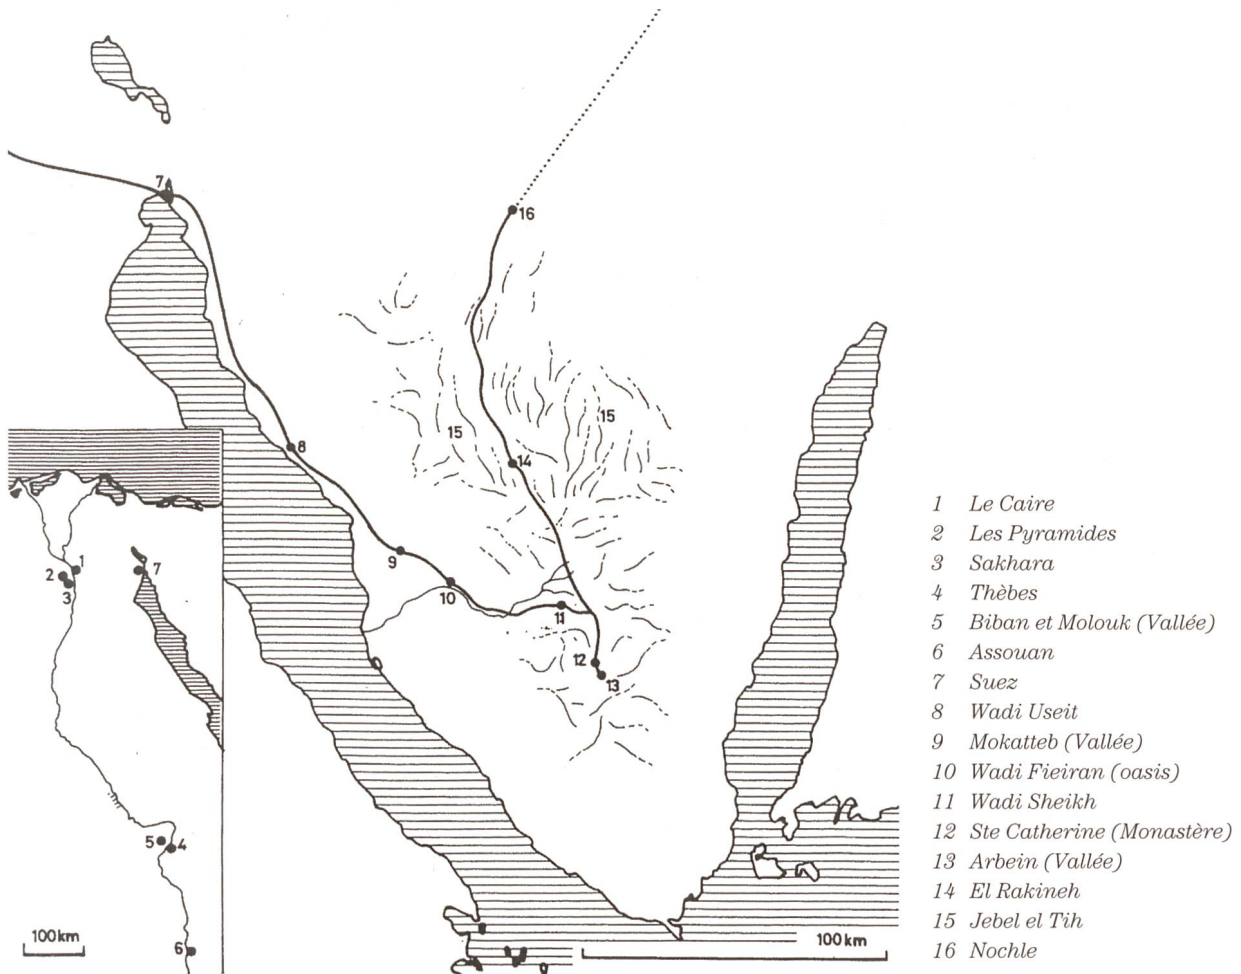 7
16
15
15
8
14
9
10
11
12
13
1
2
3
7
5
4
6
100 km
100 km
1 Le Caire
2 Les Pyramides
3 Sakhara
4 Thèbes
5 Biban et Molouk (Vallée)
6 Assouan
7 Suez
8 Wadi Useit
9 Mokatteb (Vallée)
10 Wadi Fieiran (oasis)
11 Wadi Sheikh
12 Ste Catherine (Monastère)
13 Arbein (Vallée)
14 El Rakineh
15 Jebel el Tih
16 Nochle